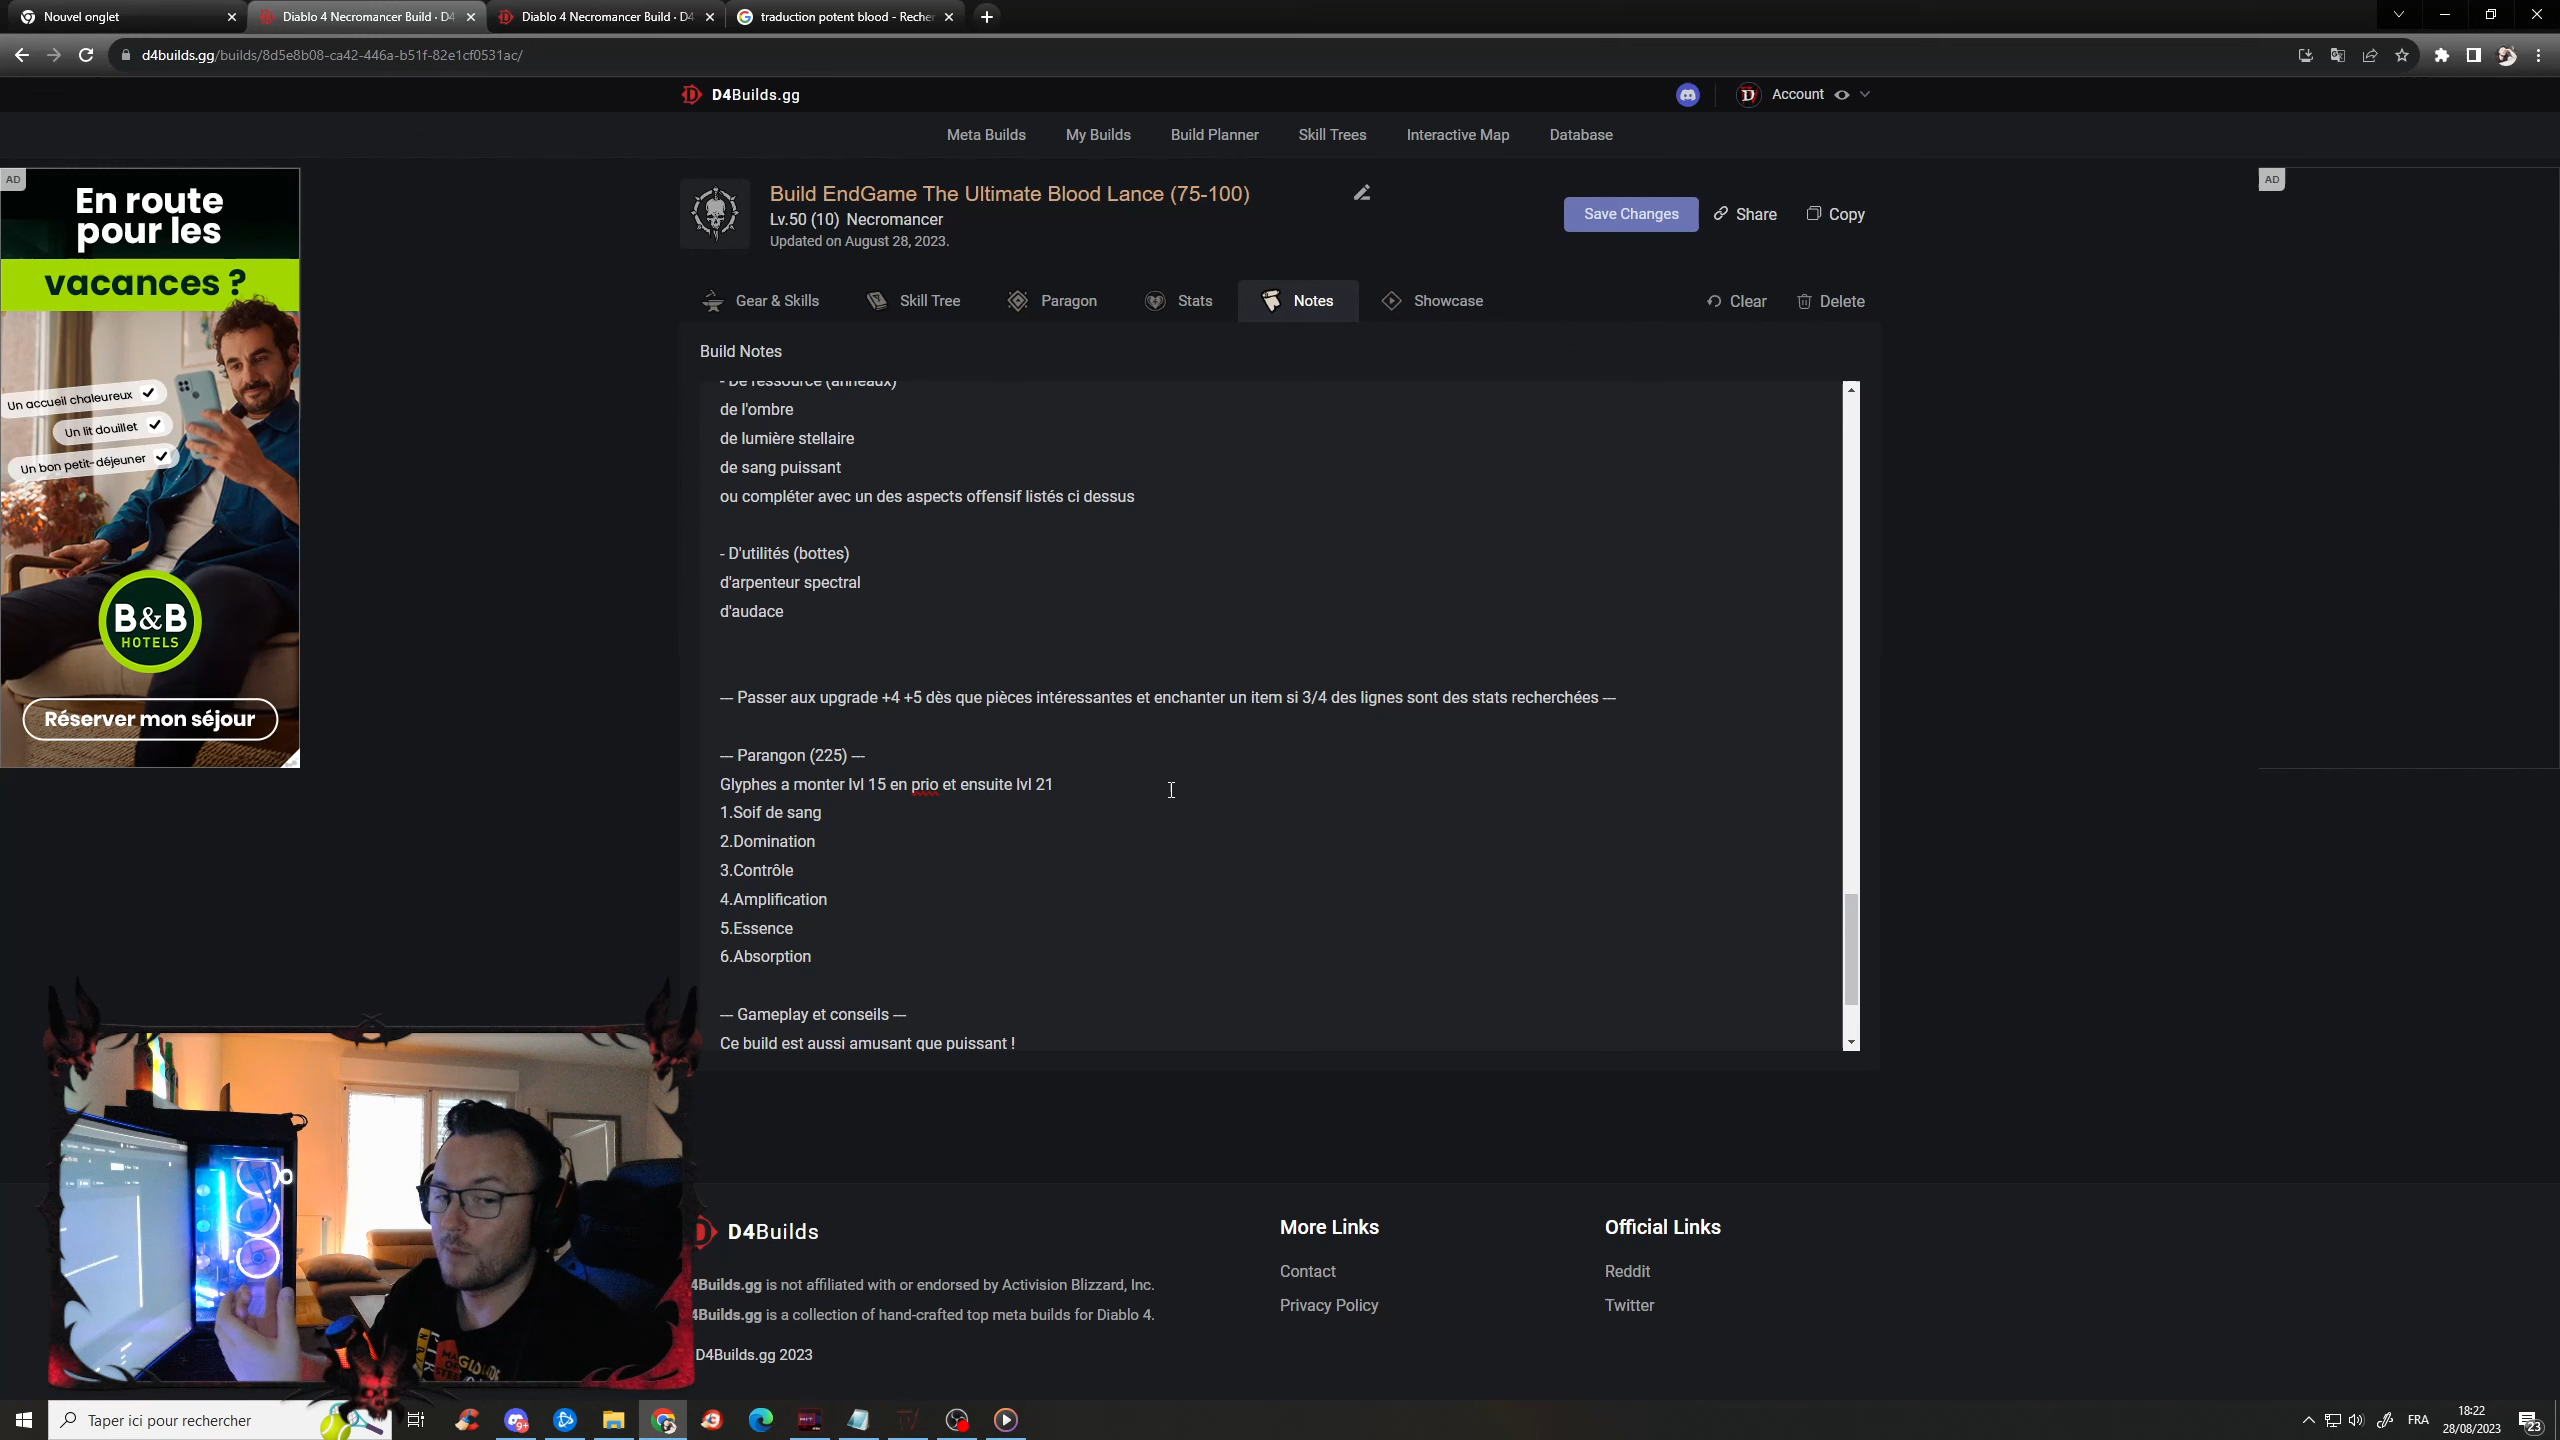 Nouvel onglet
Diablo 4 Necromancer Build · D4
Diablo 4 Necromancer Build · D4
traduction potent blood - Recher
d4builds.gg/builds/8d5e8b08-ca42-446a-b51f-82e1cf0531ac/
D4Builds.gg
Account
Meta Builds
My Builds
Build Planner
Skill Trees
Interactive Map
Database
AD
En route
pour les
vacances ?
Un accueil chaleureux
Un lit douillet
Un bon petit-déjeuner
B&B
HOTELS
Réserver mon séjour
AD
Build EndGame The Ultimate Blood Lance (75-100)
Lv.50 (10) Necromancer
Updated on August 28, 2023.
Save Changes
Share
Copy
Gear & Skills
Skill Tree
Paragon
Stats
Notes
Showcase
Clear
Delete
Build Notes
- De ressource (anneaux)
de l'ombre
de lumière stellaire
de sang puissant
ou compléter avec un des aspects offensif listés ci dessus
- D'utilités (bottes)
d'arpenteur spectral
d'audace
--- Passer aux upgrade +4 +5 dès que pièces intéressantes et enchanter un item si 3/4 des lignes sont des stats recherchées ---
--- Parangon (225) ---
Glyphes a monter lvl 15 en prio et ensuite lvl 21
1.Soif de sang
2.Domination
3.Contrôle
4.Amplification
5.Essence
6.Absorption
--- Gameplay et conseils ---
Ce build est aussi amusant que puissant !
D4Builds
4Builds.gg is not affiliated with or endorsed by Activision Blizzard, Inc.
4Builds.gg is a collection of hand-crafted top meta builds for Diablo 4.
D4Builds.gg 2023
More Links
Contact
Privacy Policy
Official Links
Reddit
Twitter
Taper ici pour rechercher
FRA
18:22
28/08/2023
23